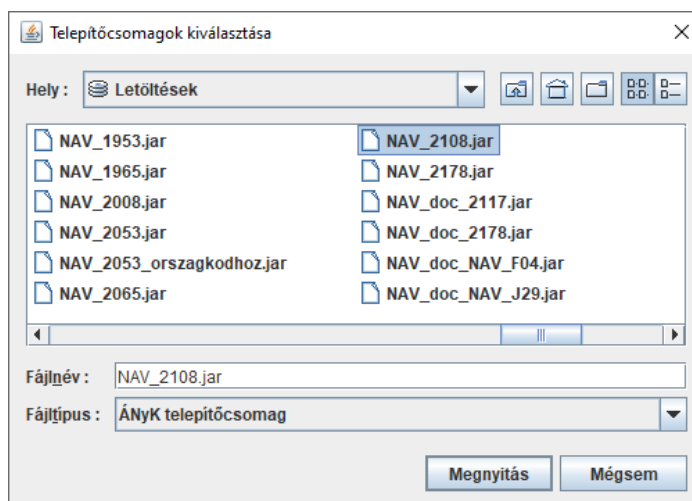 Telepítőcsomagok kiválasztása
Hely : Letöltések
NAV_1953.jar
NAV_1965.jar
NAV_2008.jar
NAV_2053.jar
NAV_2053_orszagkodhoz.jar
NAV_2065.jar
NAV_2108.jar
NAV_2178.jar
NAV_doc_2117.jar
NAV_doc_2178.jar
NAV_doc_NAV_F04.jar
NAV_doc_NAV_J29.jar
Fájlnév : NAV_2108.jar
Fájltípus : ÁNyK telepítőcsomag
Megnyitás Mégsem